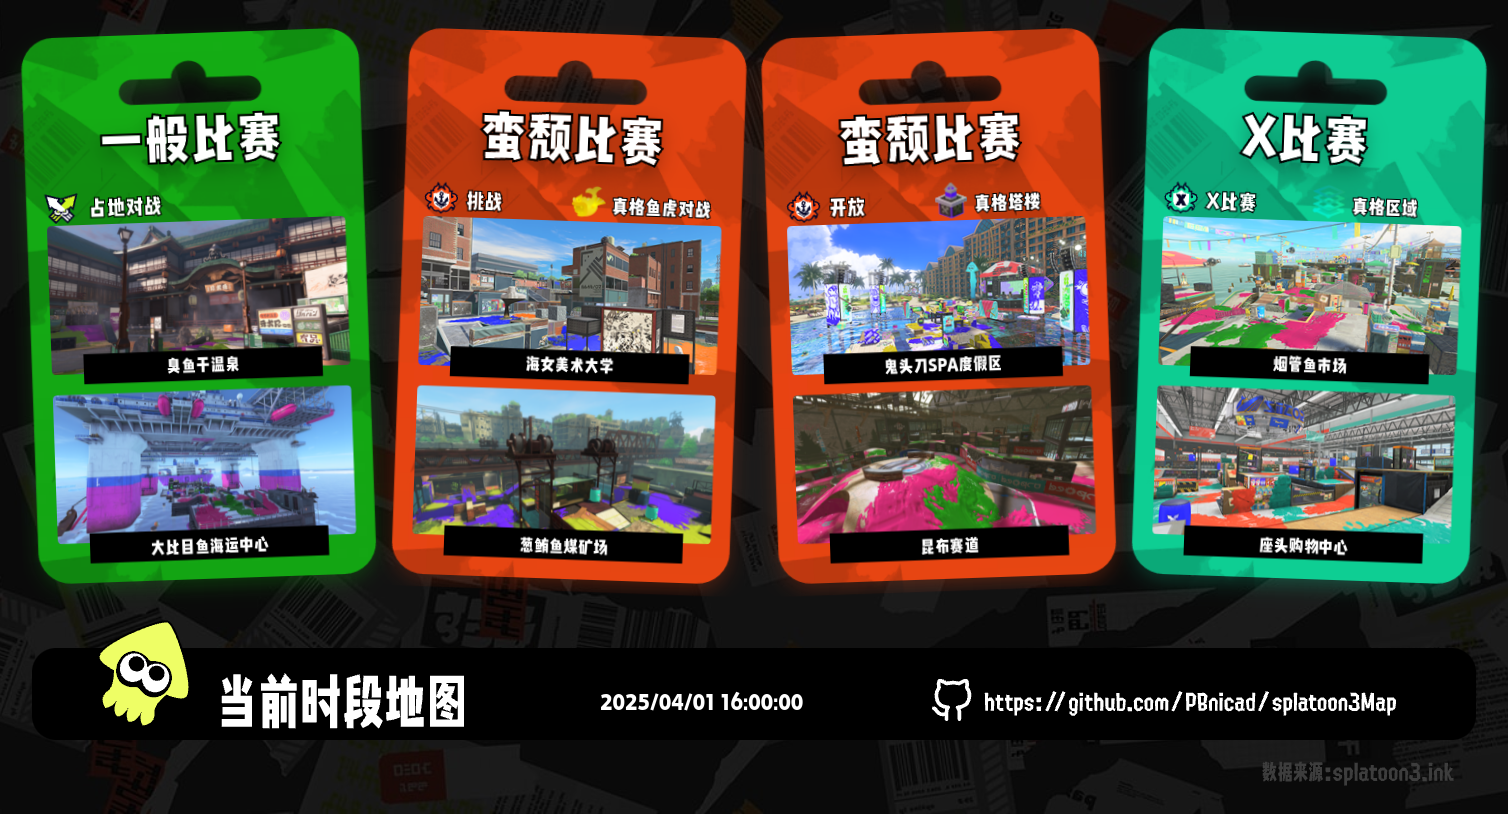 一般比赛
占地对战
臭鱼干温泉
大比目鱼海运中心
蛮颓比赛
挑战
真格鱼虎对战
海女美术大学
葱鲔鱼煤矿场
蛮颓比赛
开放
真格塔楼
鬼头刀SPA度假区
昆布赛道
X比赛
X比赛
真格区域
烟管鱼市场
座头购物中心
当前时段地图
2025/04/01 16:00:00
https://github.com/PBnicad/splatoon3Map
数据来源:splatoon3.ink